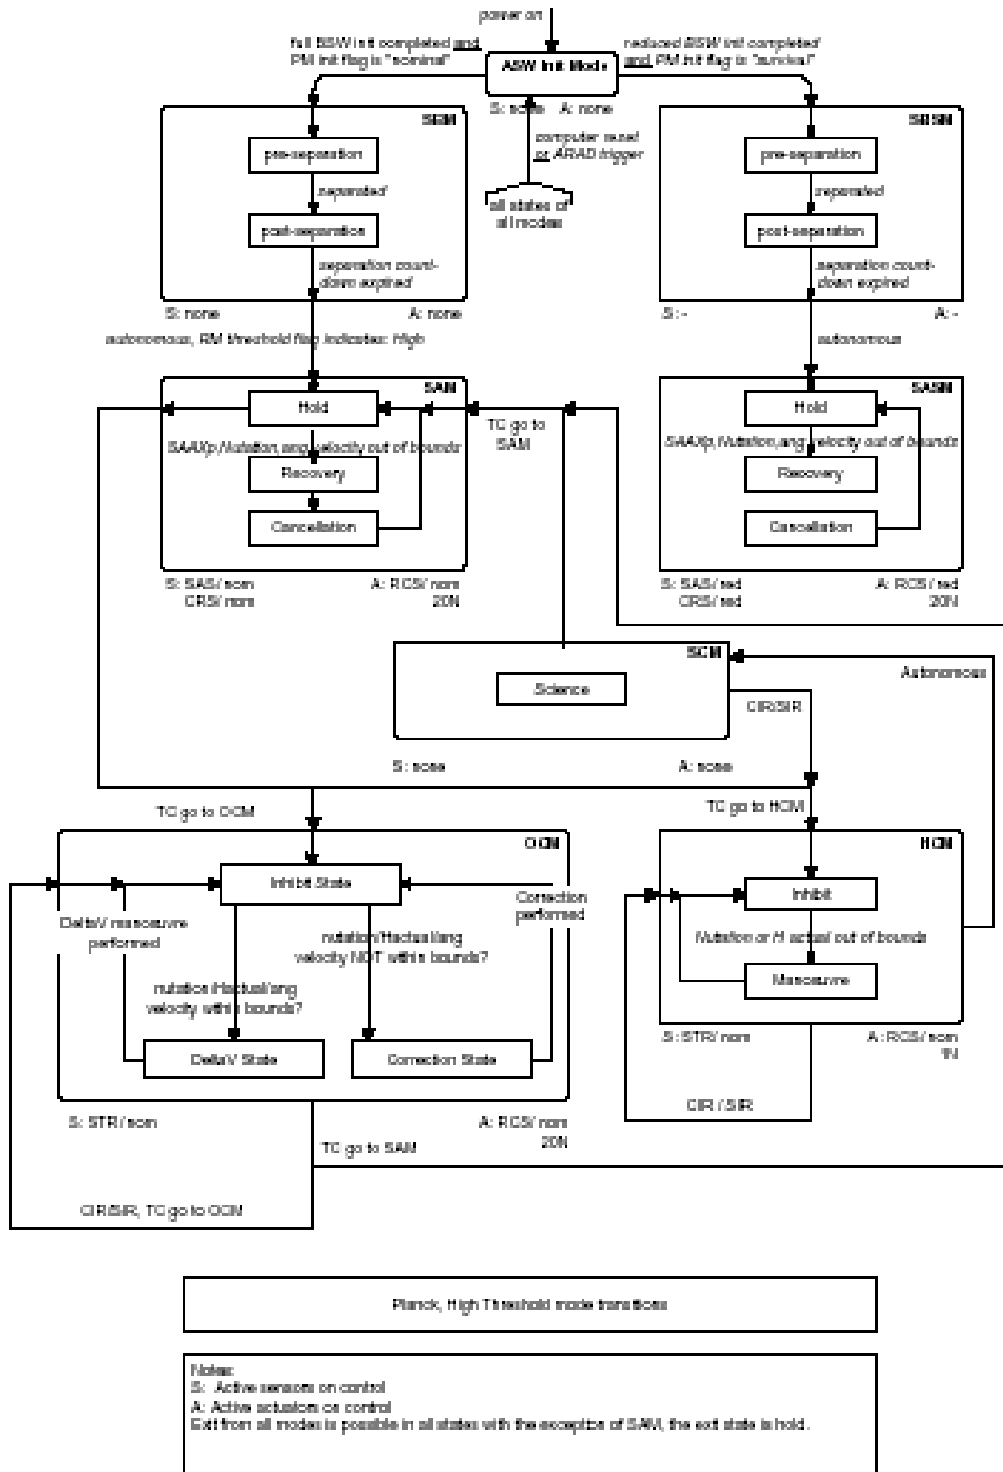 power on
full BSW init completed and
PM init flag is "nominal"
reduced BSW init completed
and PM init flag is "survival"
ASW Init Mode
S: none A: none
computer reset
or ARAD trigger
all states of
all modes
SBM
pre-separation
separated
post-separation
separation count-
down expired
S: none A: none
autonomous, RM threshold flag indicates: High
SBSM
pre-separation
separated
post-separation
separation count-
down expired
S: - A: -
autonomous
SAM
Hold
SAAXp,Nutation,ang velocity out of bounds
Recovery
Cancellation
S: SAS/ nom A: RCS/ nom
CRS/ nom 20N
TC go to
SAM
SASM
Hold
SAAXp,Nutation,ang velocity out of bounds
Recovery
Cancellation
S: SAS/ red A: RCS/ red
CRS/ red 20N
SCM
Science
S: none A: none
Autonomous
CIR/SIR
TC go to OCM
TC go to HCM
OCM
Inhibit State
DeltaV manoeuvre
performed
Correction
performed
nutation/Hactual/ang
velocity NOT within bounds?
nutation/Hactual/ang
velocity within bounds?
DeltaV State
Correction State
S: STR/ nom A: RCS/ nom
20N
TC go to SAM
CIR/SIR, TC go to OCM
HCM
Inhibit
Nutation or H actual out of bounds
Manoeuvre
S: STR/ nom A: RCS/ nom
1N
CIR / SIR
Planck, High Threshold mode transitions
Notes:
S: Active sensors on control
A: Active actuators on control
Exit from all modes is possible in all states with the exception of SAM, the exit state is hold.